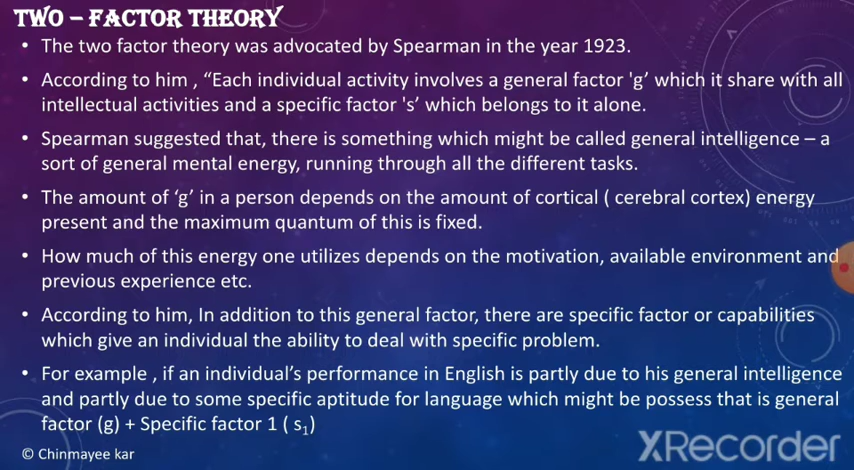 TWO – FACTOR THEORY
• The two factor theory was advocated by Spearman in the year 1923.
• According to him , “Each individual activity involves a general factor 'g' which it share with all
intellectual activities and a specific factor 's' which belongs to it alone.
• Spearman suggested that, there is something which might be called general intelligence – a
sort of general mental energy, running through all the different tasks.
• The amount of ‘g’ in a person depends on the amount of cortical ( cerebral cortex) energy
present and the maximum quantum of this is fixed.
• How much of this energy one utilizes depends on the motivation, available environment and
previous experience etc.
• According to him, In addition to this general factor, there are specific factor or capabilities
which give an individual the ability to deal with specific problem.
• For example , if an individual’s performance in English is partly due to his general intelligence
and partly due to some specific aptitude for language which might be possess that is general
factor (g) + Specific factor 1 ( s₁)
© Chinmayee kar
XRecorder